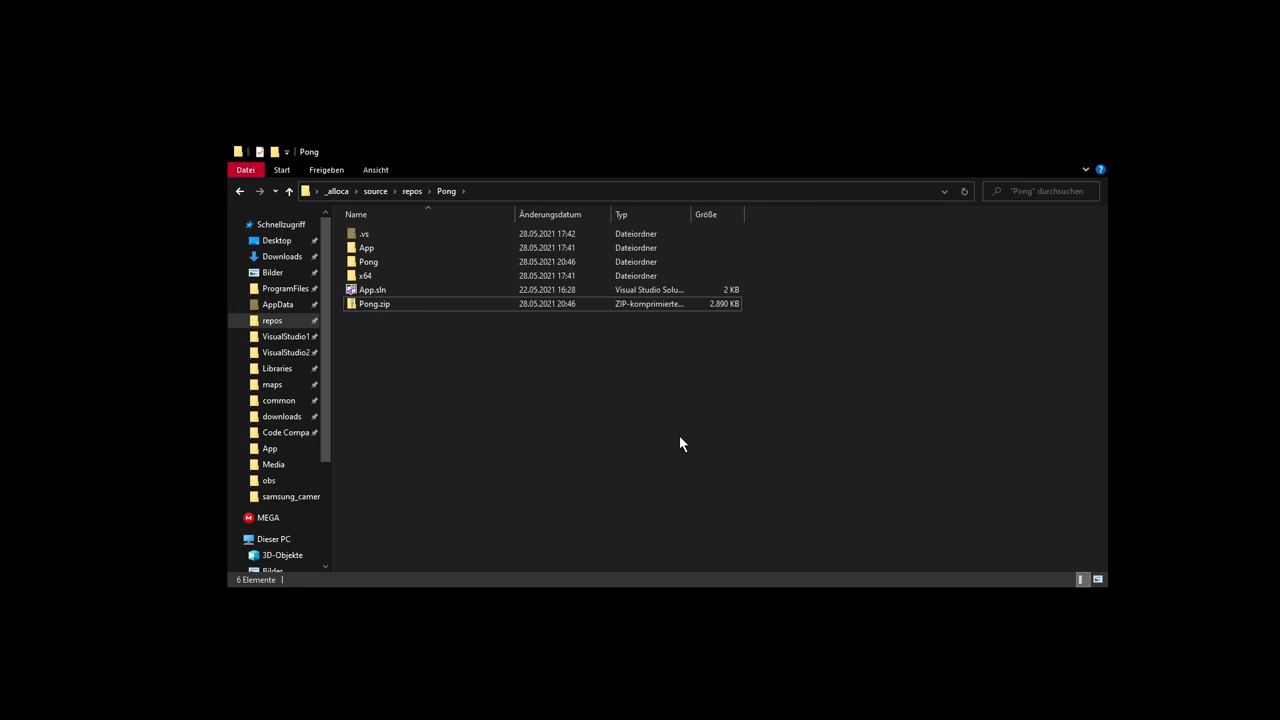 Pong
Datei Start Freigeben Ansicht
_alloca > source > repos > Pong > "Pong" durchsuchen
Name Änderungsdatum Typ Größe
.vs 28.05.2021 17:42 Dateiordner
App 28.05.2021 17:41 Dateiordner
Pong 28.05.2021 20:46 Dateiordner
x64 28.05.2021 17:41 Dateiordner
App.sln 22.05.2021 16:28 Visual Studio Solu... 2 KB
Pong.zip 28.05.2021 20:46 ZIP-komprimierte... 2.890 KB
Schnellzugriff
Desktop
Downloads
Bilder
ProgramFiles
AppData
repos
VisualStudio1
VisualStudio2
Libraries
maps
common
downloads
Code Compa
App
Media
obs
samsung_camer
MEGA
Dieser PC
3D-Objekte
Bilder
6 Elemente